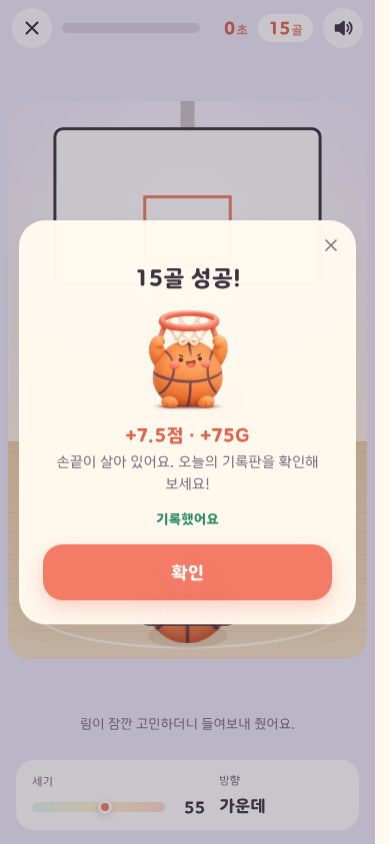 0초 15골
15골 성공!
+7.5점 · +75G
손끝이 살아 있어요. 오늘의 기록판을 확인해
보세요!
기록했어요
확인
림이 잠깐 고민하더니 들여보내 줬어요.
세기 방향
55 가운데